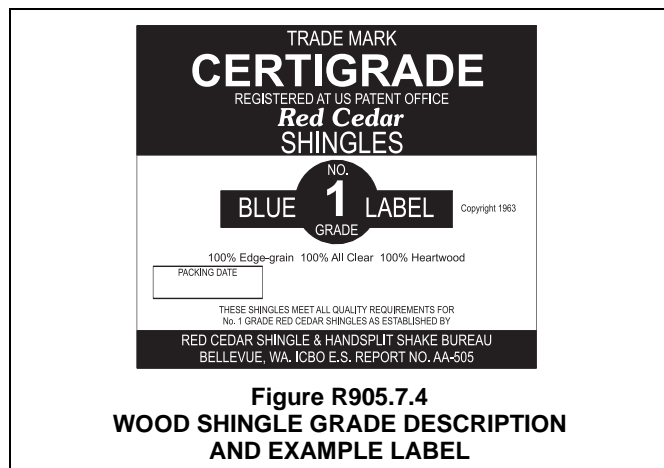 TRADE MARK
CERTIGRADE
REGISTERED AT US PATENT OFFICE
Red Cedar
SHINGLES
NO.
BLUE 1 LABEL
Copyright 1963
GRADE
100% Edge-grain 100% All Clear 100% Heartwood
PACKING DATE
THESE SHINGLES MEET ALL QUALITY REQUIREMENTS FOR
No. 1 GRADE RED CEDAR SHINGLES AS ESTABLISHED BY
RED CEDAR SHINGLE & HANDSPLIT SHAKE BUREAU
BELLEVUE, WA. ICBO E.S. REPORT NO. AA-505
Figure R905.7.4
WOOD SHINGLE GRADE DESCRIPTION
AND EXAMPLE LABEL